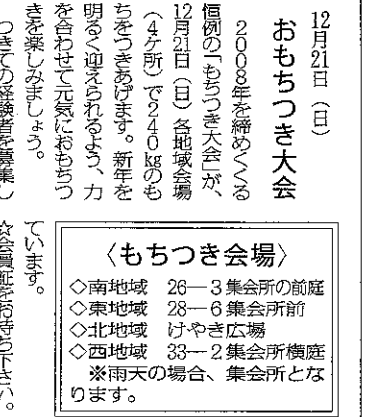 12月21日（日）
おもちつき大会
２００８年を締めくくる
恒例の「もちつき大会」が、
12月21日（日）各地域会場
（４ケ所）で２４０kgのも
ちをつきあげます。新年を
明るく迎えられるよう、力
を合わせて元気におもちつ
きを楽しみましょう。
つきての経験者を募集し
ています。
☆会員証をお持ち下さい。
〈もちつき会場〉
◇南地域　26―3集会所の前庭
◇東地域　28―6集会所前
◇北地域　けやき広場
◇西地域　33―2集会所横庭
※雨天の場合、集会所とな
ります。